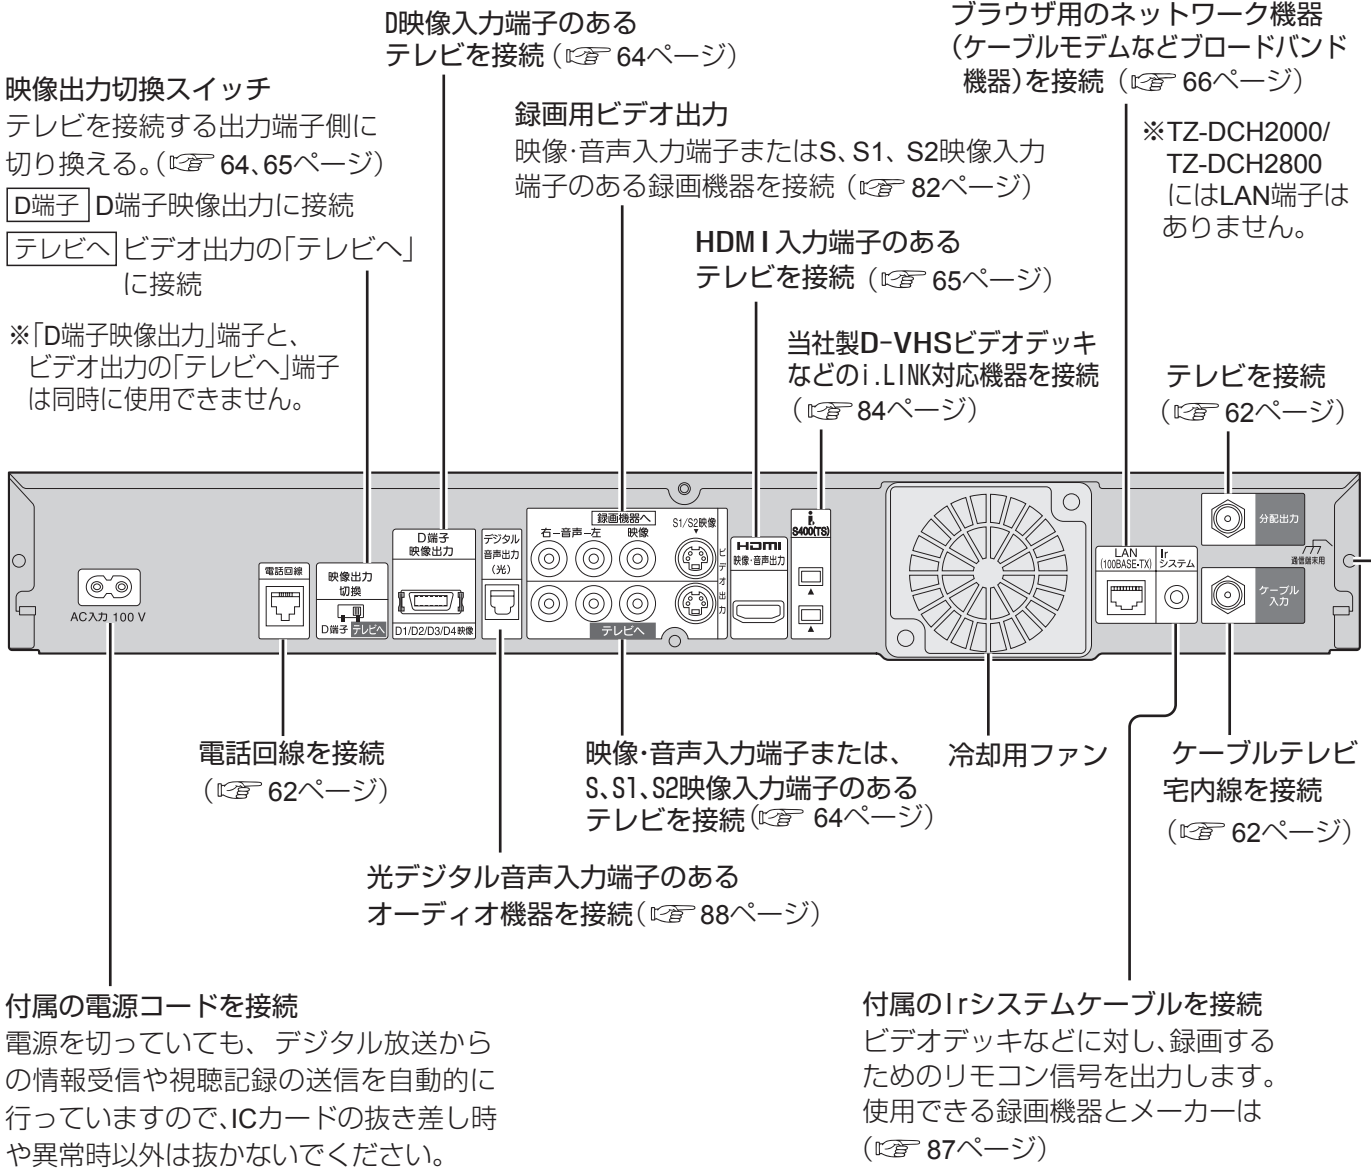 D映像入力端子のある
テレビを接続(☞64ページ)
ブラウザ用のネットワーク機器
(ケーブルモデムなどブロードバンド
機器)を接続(☞66ページ)
※TZ-DCH2000/
TZ-DCH2800
にはLAN端子は
ありません。
映像出力切換スイッチ
テレビを接続する出力端子側に
切り換える。(☞64、65ページ)
D端子 D端子映像出力に接続
テレビへ ビデオ出力の「テレビへ」
に接続
※「D端子映像出力」端子と、
ビデオ出力の「テレビへ」端子
は同時に使用できません。
録画用ビデオ出力
映像・音声入力端子またはS、S1、S2映像入力
端子のある録画機器を接続(☞82ページ)
HDMI入力端子のある
テレビを接続(☞65ページ)
当社製D-VHSビデオデッキ
などのi.LINK対応機器を接続
(☞84ページ)
テレビを接続
(☞62ページ)
AC入力 100 V
電話回線
映像出力
切換
D端子 テレビへ
D端子
映像出力
D1/D2/D3/D4映像
デジタル
音声出力
(光)
録画機器へ
右-音声-左 映像 S1/S2映像
ビデオ出力
テレビへ
HDMI
映像・音声出力
i.
S400(TS)
LAN
(100BASE-TX)
Ir
システム
分配出力
通信端末用
ケーブル
入力
電話回線を接続
(☞62ページ)
映像・音声入力端子または、
S、S1、S2映像入力端子のある
テレビを接続(☞64ページ)
冷却用ファン
ケーブルテレビ
宅内線を接続
(☞62ページ)
光デジタル音声入力端子のある
オーディオ機器を接続(☞88ページ)
付属の電源コードを接続
電源を切っていても、デジタル放送から
の情報受信や視聴記録の送信を自動的に
行っていますので、ICカードの抜き差し時
や異常時以外は抜かないでください。
付属のIrシステムケーブルを接続
ビデオデッキなどに対し、録画する
ためのリモコン信号を出力します。
使用できる録画機器とメーカーは
(☞87ページ)